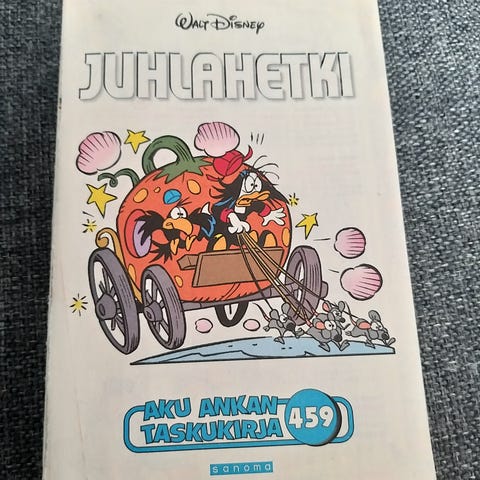 Walt Disney
JUHLAHETKI
AKU ANKAN
TASKUKIRJA 459
sanoma